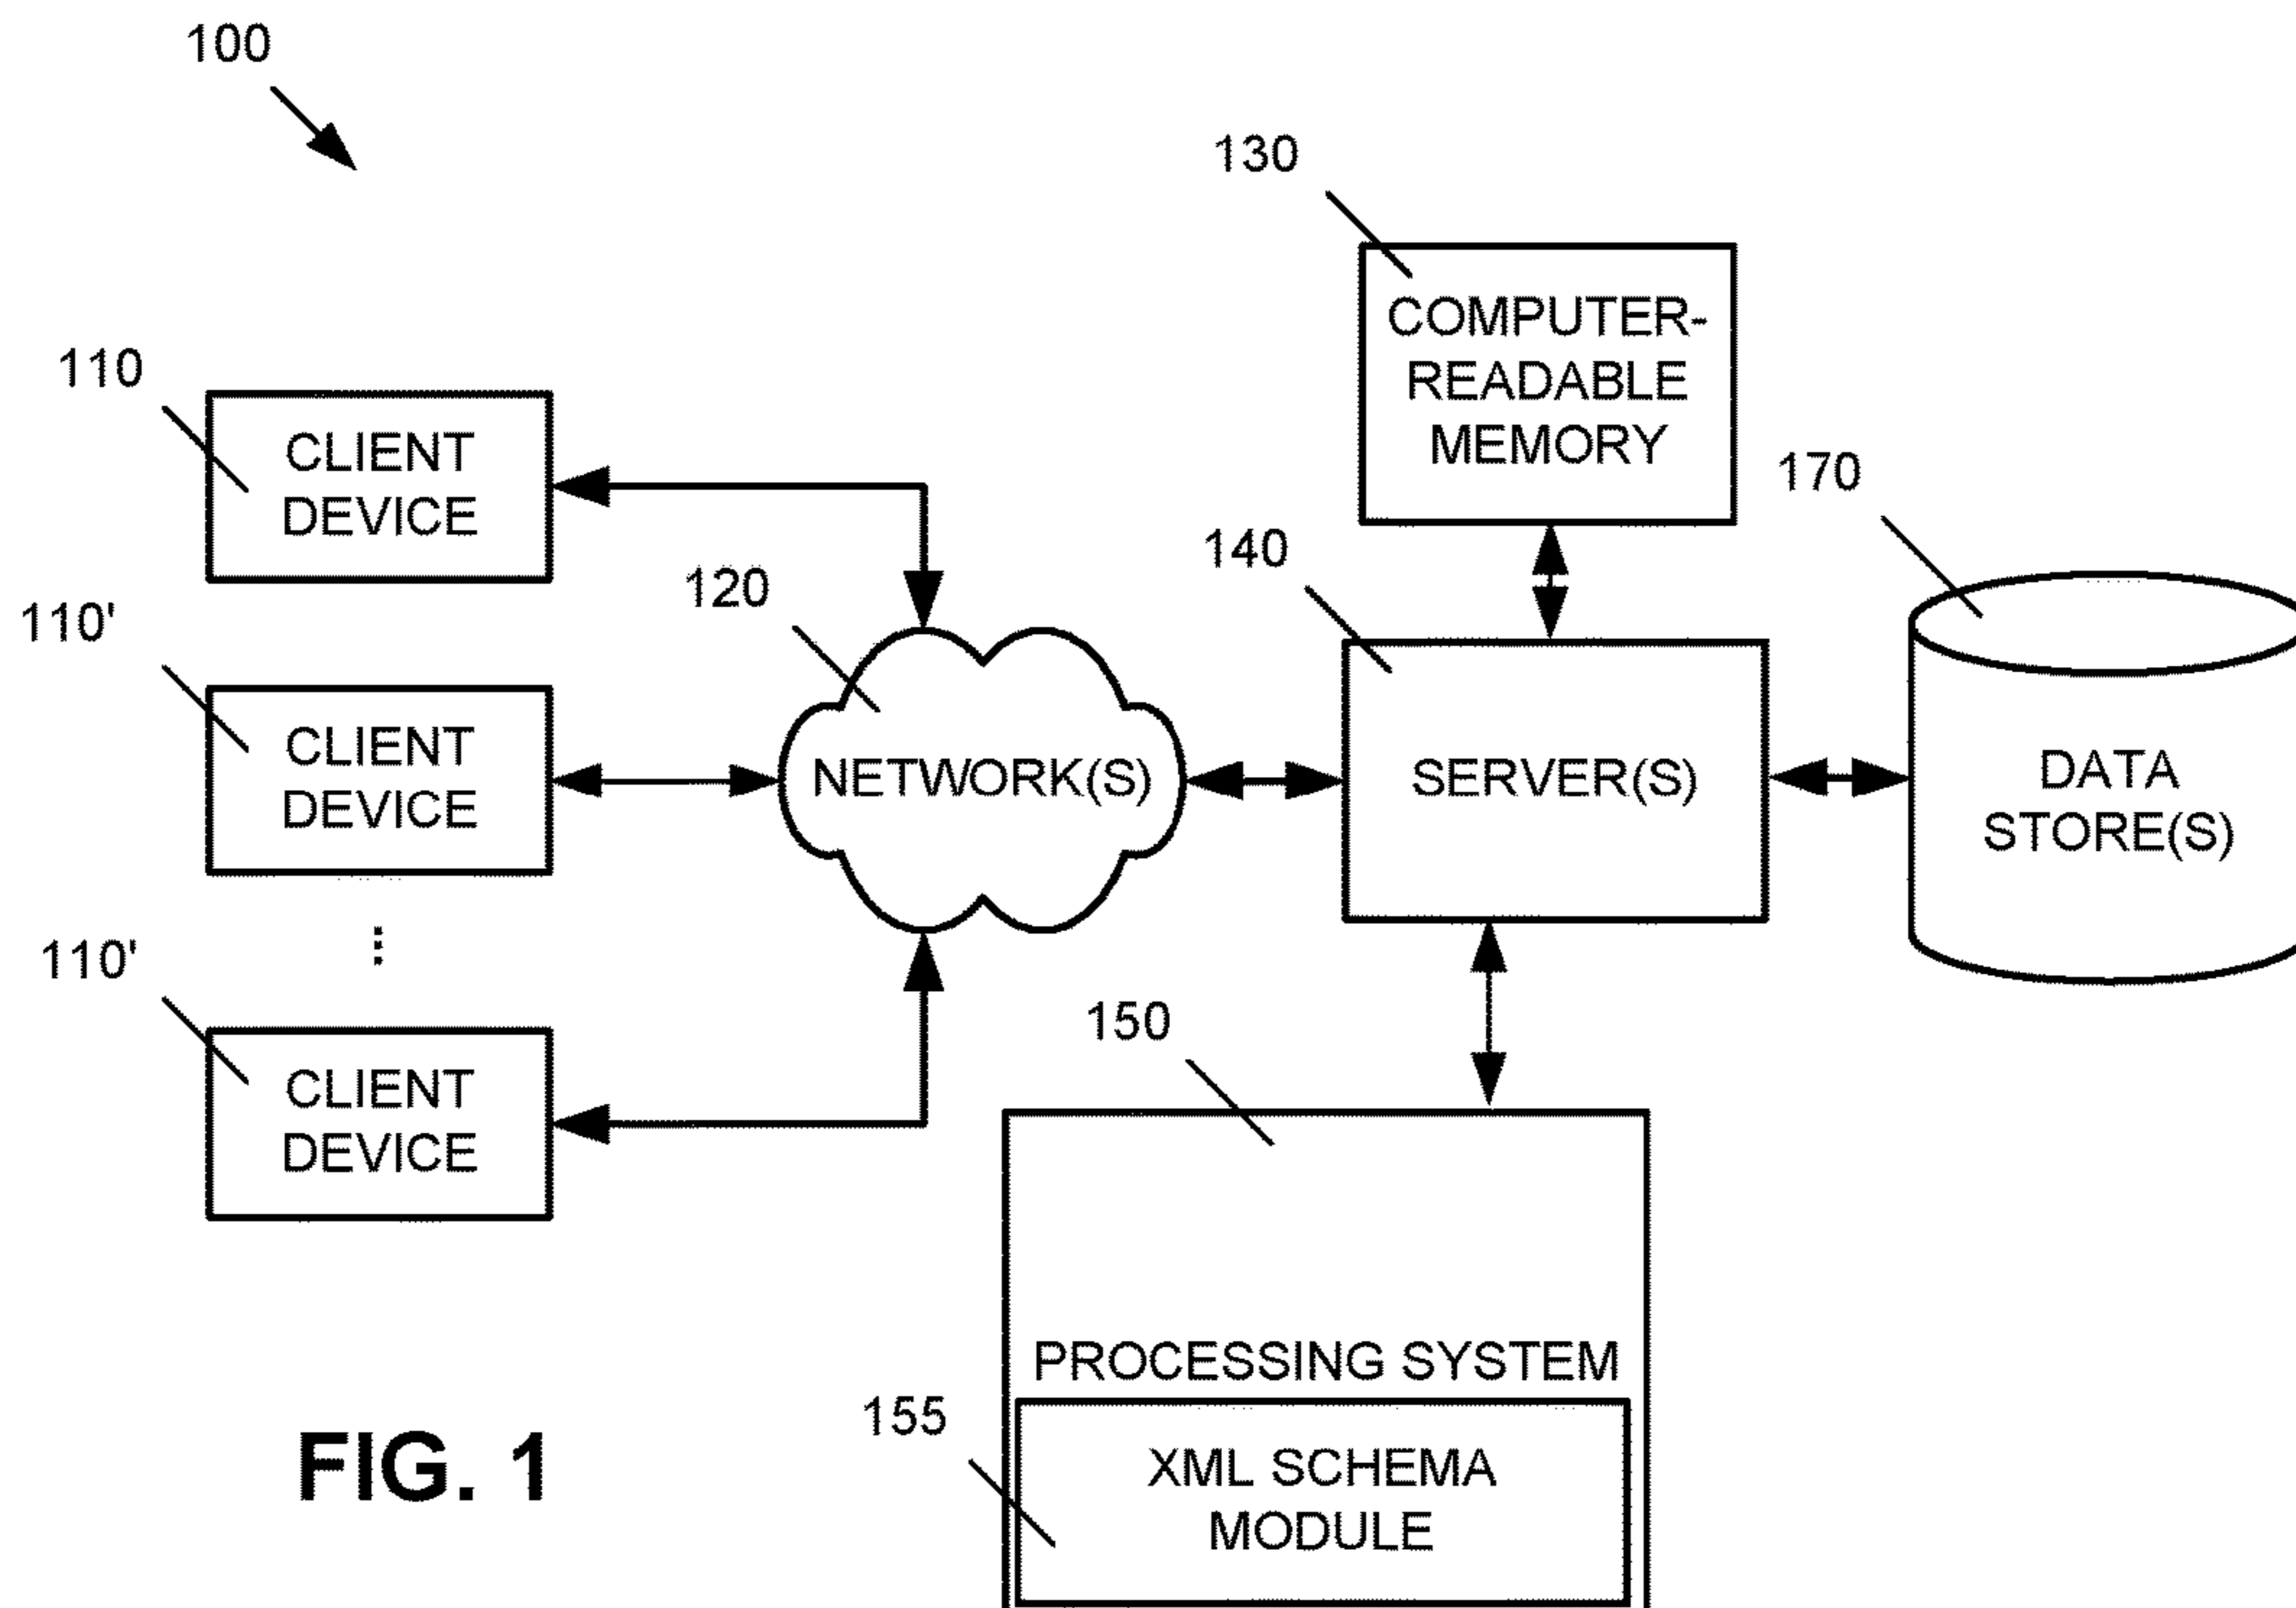 100
130
COMPUTER-
READABLE
MEMORY
110
CLIENT
DEVICE
170
140
120
110'
CLIENT
DEVICE
NETWORK(S)
SERVER(S)
DATA
STORE(S)
110'
...
CLIENT
DEVICE
150
PROCESSING SYSTEM
155
XML SCHEMA
MODULE
FIG. 1